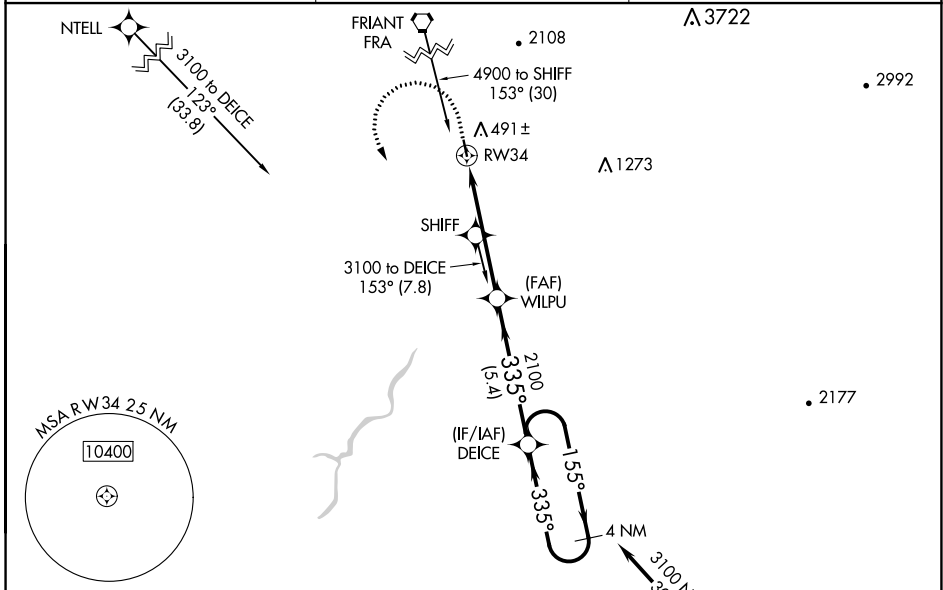 NTELL
3100 to DEICE
123°
(33.8)
FRIANT
FRA
2108
3722
2992
4900 to SHIFF
153° (30)
491±
RW34
1273
SHIFF
3100 to DEICE
153° (7.8)
(FAF)
WILPU
2100
335°
(5.4)
2177
MSA RW34 25 NM
10400
(IF/IAF)
DEICE
155°
335°
4 NM
3100